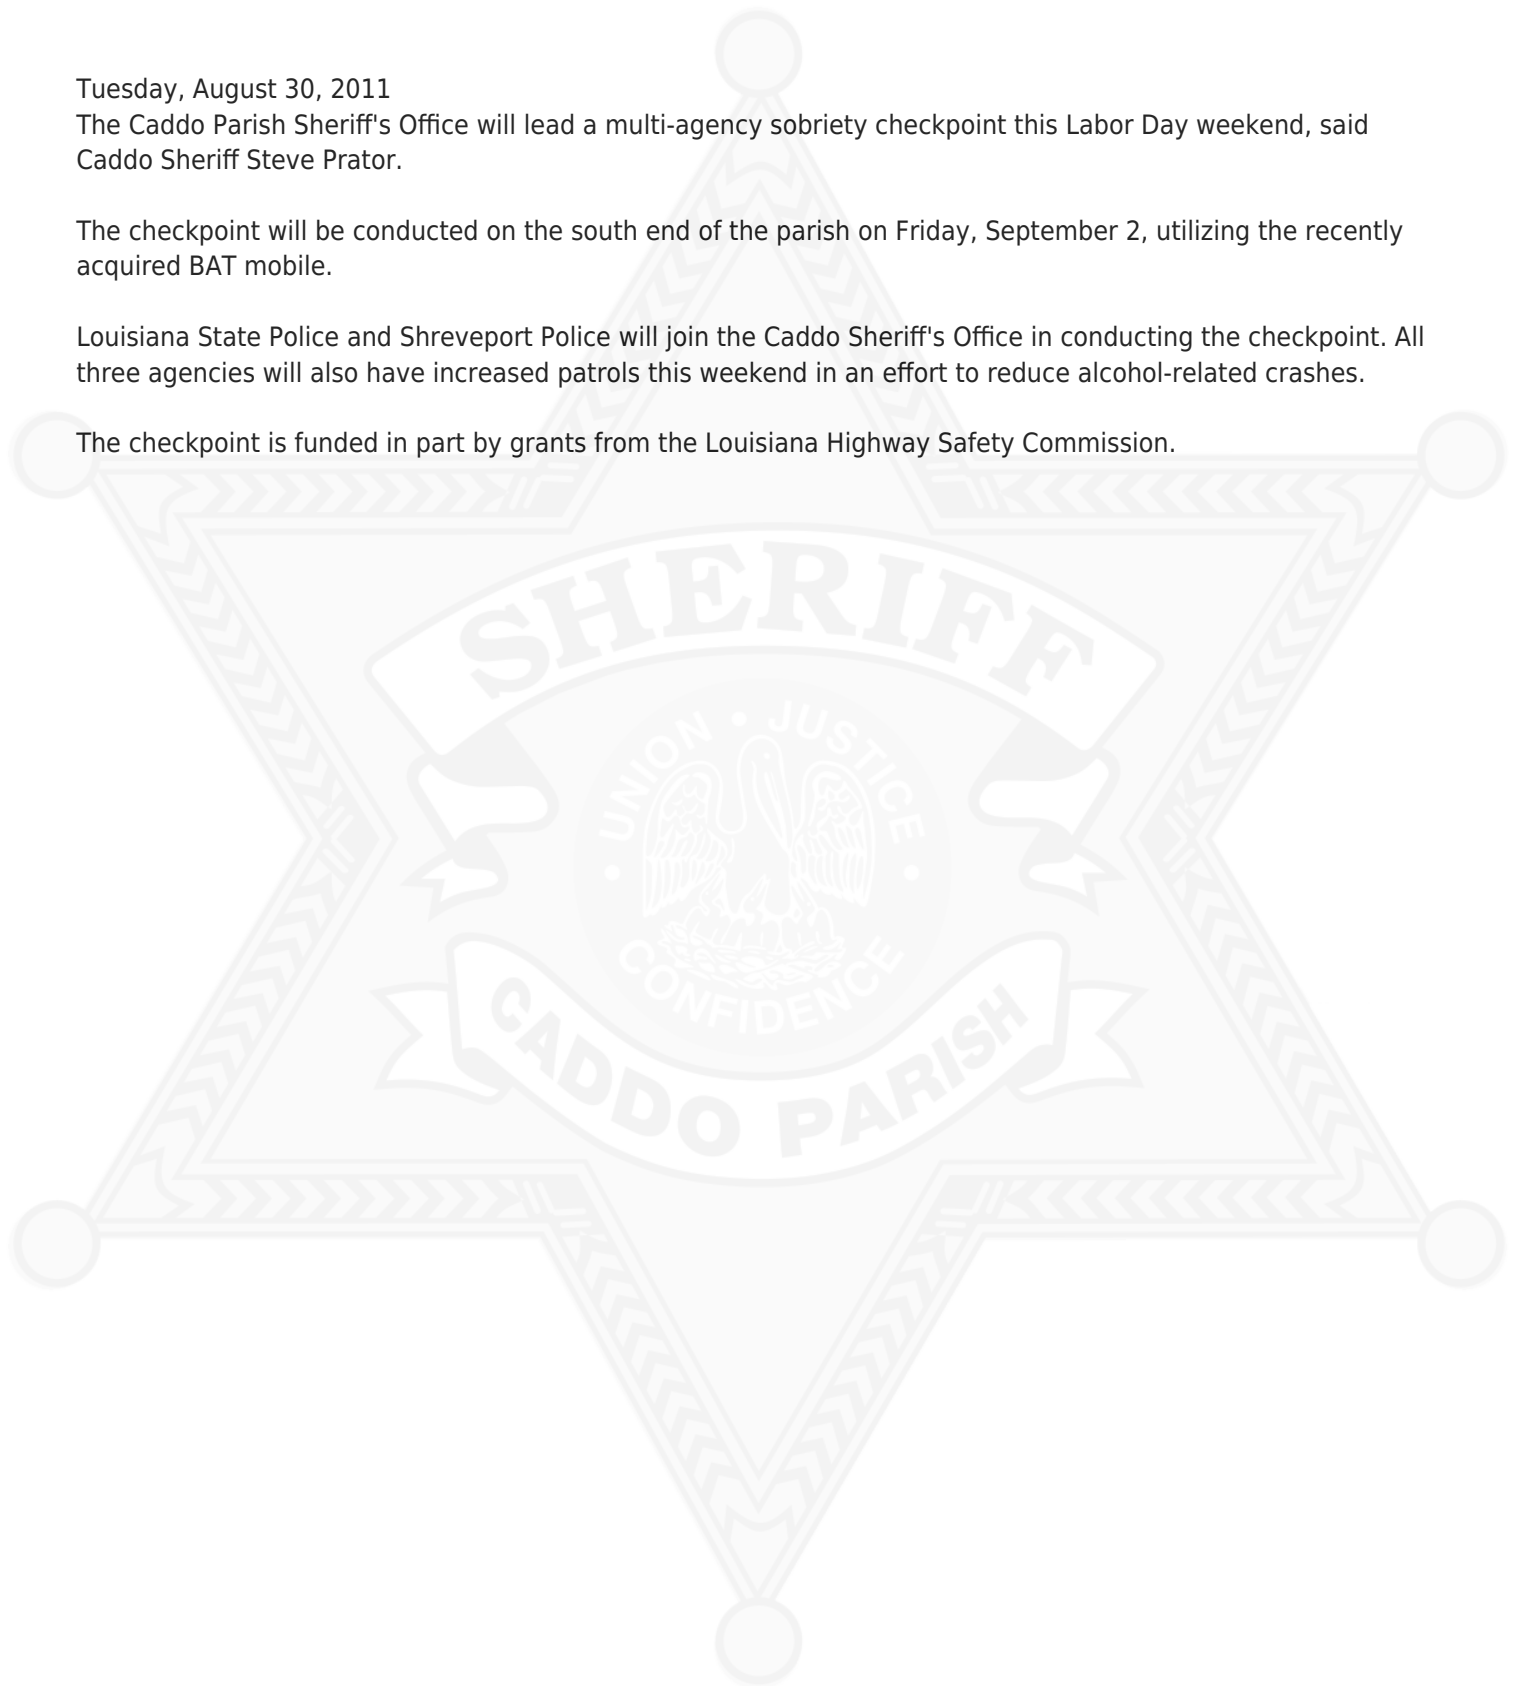 Tuesday, August 30, 2011
The Caddo Parish Sheriff's Office will lead a multi-agency sobriety checkpoint this Labor Day weekend, said
Caddo Sheriff Steve Prator.
The checkpoint will be conducted on the south end of the parish on Friday, September 2, utilizing the recently
acquired BAT mobile.
Louisiana State Police and Shreveport Police will join the Caddo Sheriff's Office in conducting the checkpoint. All
three agencies will also have increased patrols this weekend in an effort to reduce alcohol-related crashes.
The checkpoint is funded in part by grants from the Louisiana Highway Safety Commission.
SHERIFF
UNION • JUSTICE
• CONFIDENCE •
CADDO PARISH